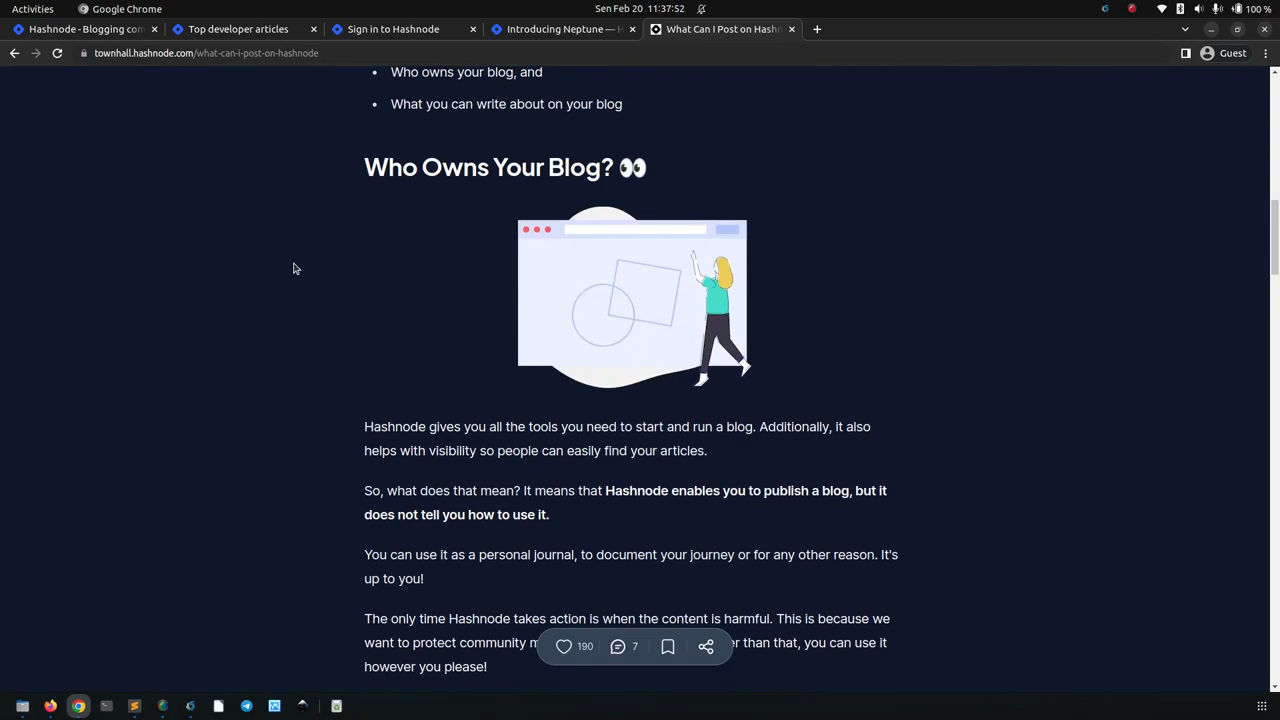 Activities
Google Chrome
Sen Feb 20 11:37:52
100 %
Hashnode - Blogging com
Top developer articles
Sign in to Hashnode
Introducing Neptune — H
What Can I Post on Hashn
townhall.hashnode.com/what-can-i-post-on-hashnode
Guest
• Who owns your blog, and
• What you can write about on your blog
Who Owns Your Blog? 👀
Hashnode gives you all the tools you need to start and run a blog. Additionally, it also
helps with visibility so people can easily find your articles.
So, what does that mean? It means that Hashnode enables you to publish a blog, but it
does not tell you how to use it.
You can use it as a personal journal, to document your journey or for any other reason. It's
up to you!
The only time Hashnode takes action is when the content is harmful. This is because we
want to protect community m
er than that, you can use it
however you please!
190
7